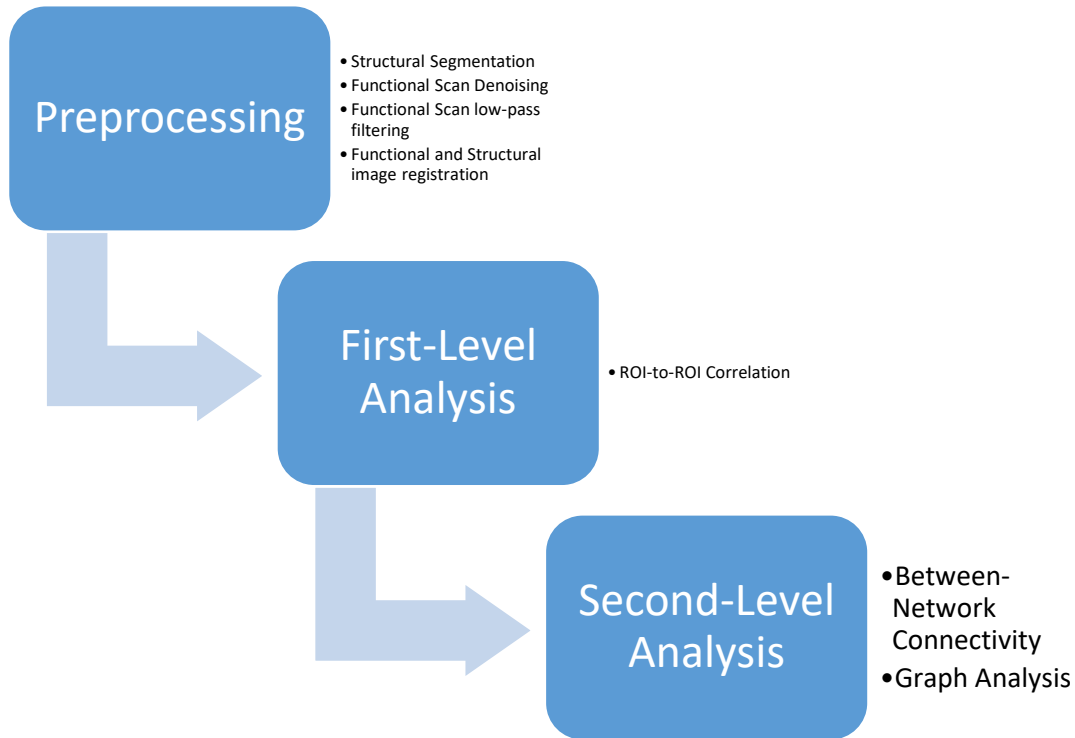 Preprocessing
• Structural Segmentation
• Functional Scan Denoising
• Functional Scan low-pass
filtering
• Functional and Structural
image registration
First-Level
Analysis
• ROI-to-ROI Correlation
Second-Level
Analysis
•Between-
Network
Connectivity
•Graph Analysis